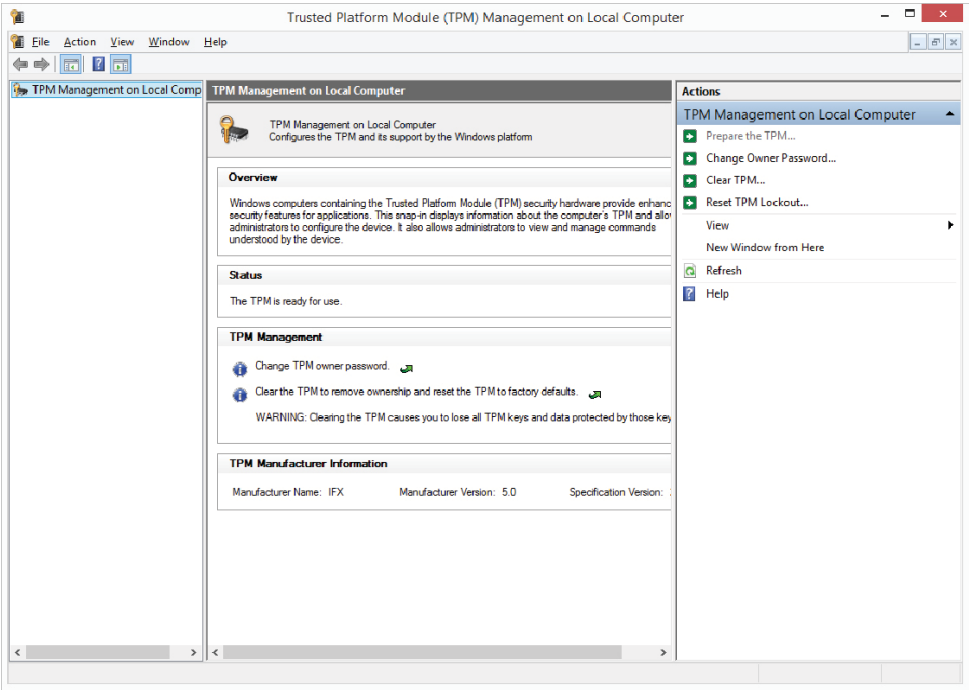 Trusted Platform Module (TPM) Management on Local Computer
File Action View Window Help
TPM Management on Local Comp
TPM Management on Local Computer
TPM Management on Local Computer
Configures the TPM and its support by the Windows platform
Overview
Windows computers containing the Trusted Platform Module (TPM) security hardware provide enhanc
security features for applications. This snap-in displays information about the computer's TPM and allo
administrators to configure the device. It also allows administrators to view and manage commands
understood by the device.
Status
The TPM is ready for use.
TPM Management
Change TPM owner password.
Clear the TPM to remove ownership and reset the TPM to factory defaults.
WARNING: Clearing the TPM causes you to lose all TPM keys and data protected by those key
TPM Manufacturer Information
Manufacturer Name: IFX Manufacturer Version: 5.0 Specification Version:
Actions
TPM Management on Local Computer
Prepare the TPM...
Change Owner Password...
Clear TPM...
Reset TPM Lockout...
View
New Window from Here
Refresh
Help